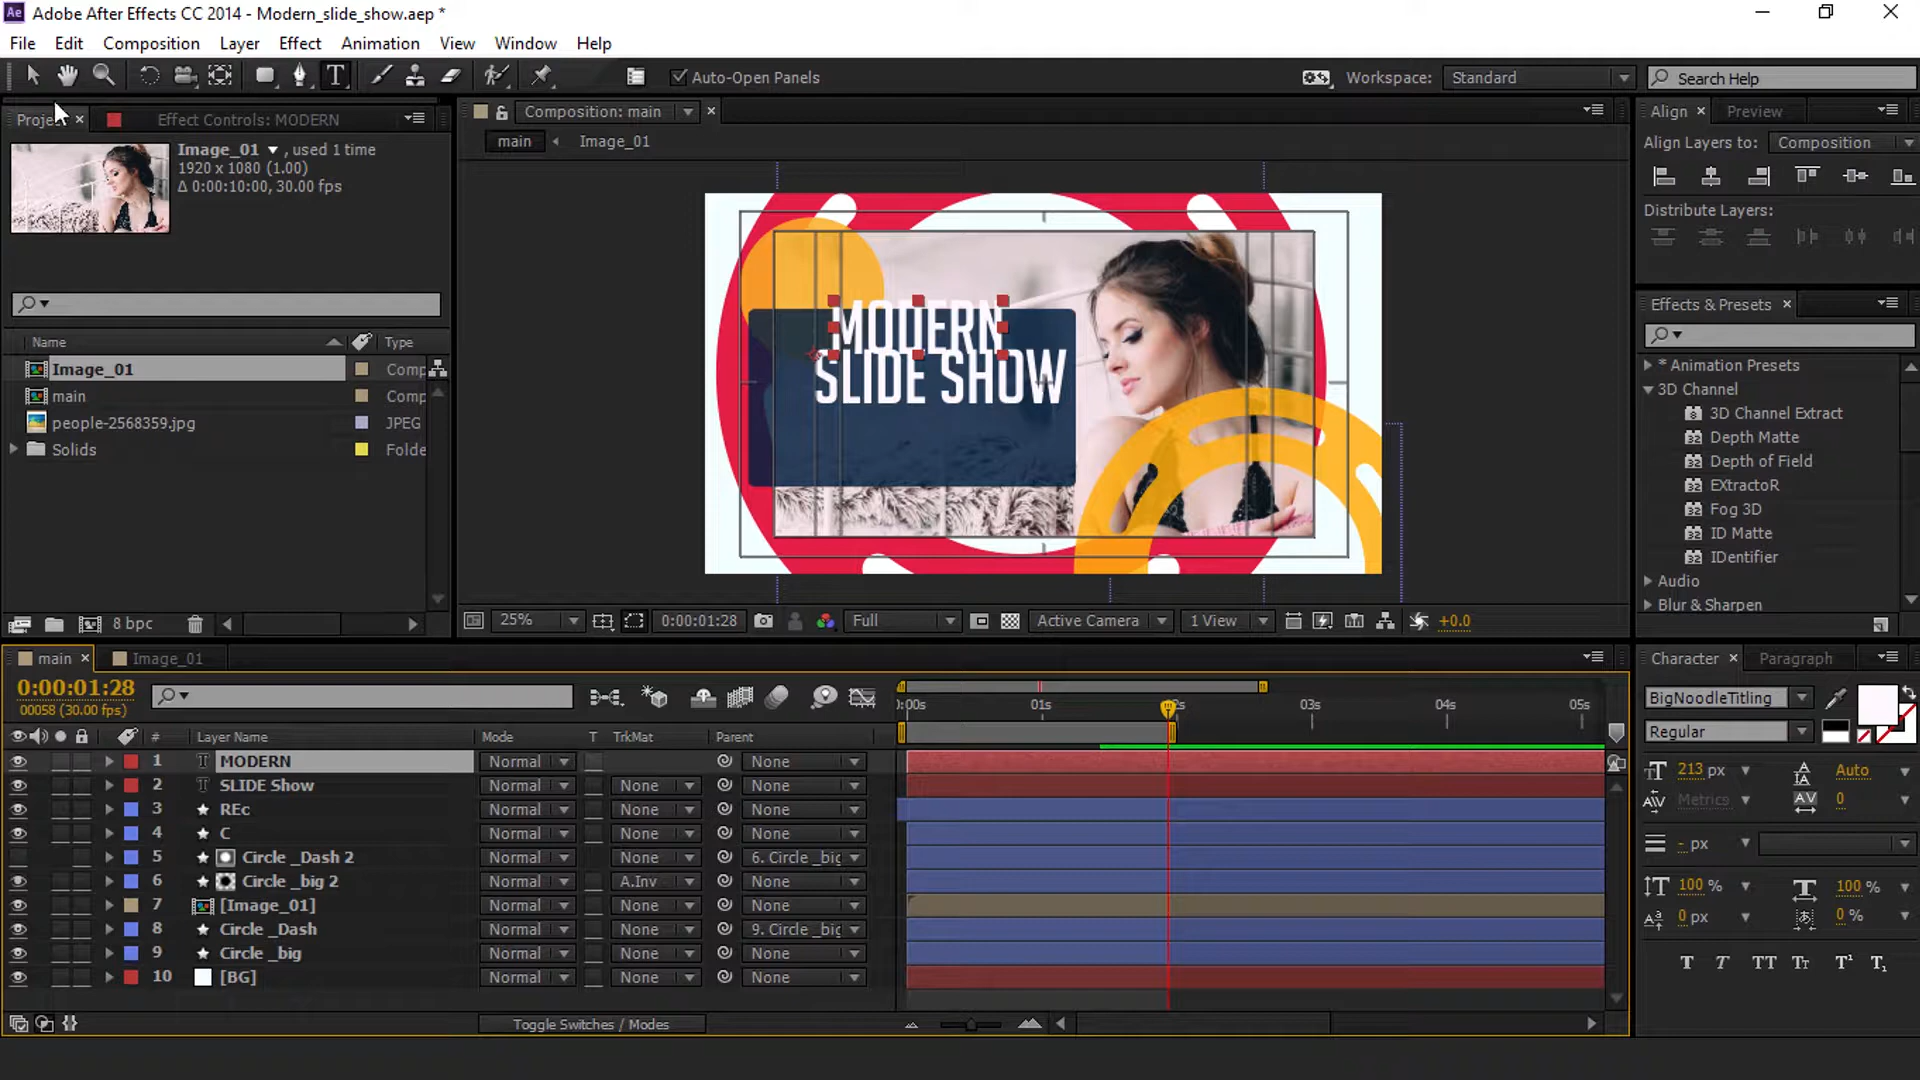 Adobe After Effects CC 2014 - Modern_slide_show.aep *
File Edit Composition Layer Effect Animation View Window Help
Auto-Open Panels
Workspace: Standard
Search Help
Project
Effect Controls: MODERN
Image_01 , used 1 time
1920 x 1080 (1.00)
Δ 0:00:10:00, 30.00 fps
Name Type
Image_01 Comp
main Comp
people-2568359.jpg JPEG
Solids Folde
8 bpc
Composition: main
main Image_01
MODERN
SLIDE SHOW
25% 0:00:01:28 Full Active Camera 1 View +0.0
Align Preview
Align Layers to: Composition
Distribute Layers:
Effects & Presets
* Animation Presets
3D Channel
3D Channel Extract
Depth Matte
Depth of Field
EXtractoR
Fog 3D
ID Matte
IDentifier
Audio
Blur & Sharpen
main Image_01
0:00:01:28
00058 (30.00 fps)
# Layer Name Mode T TrkMat Parent
:00s 01s 2s 03s 04s 05s
1 MODERN Normal None
2 SLIDE Show Normal None None
3 REc Normal None None
4 C Normal None None
5 Circle _Dash 2 Normal None 6. Circle _big
6 Circle _big 2 Normal A.Inv None
7 [Image_01] Normal None None
8 Circle _Dash Normal None 9. Circle _big
9 Circle _big Normal None None
10 [BG] Normal None None
Toggle Switches / Modes
Character Paragraph
BigNoodleTitling
Regular
213 px Auto
Metrics 0
- px
100 % 100 %
0 px 0 %
T T TT Tт T¹ T₁